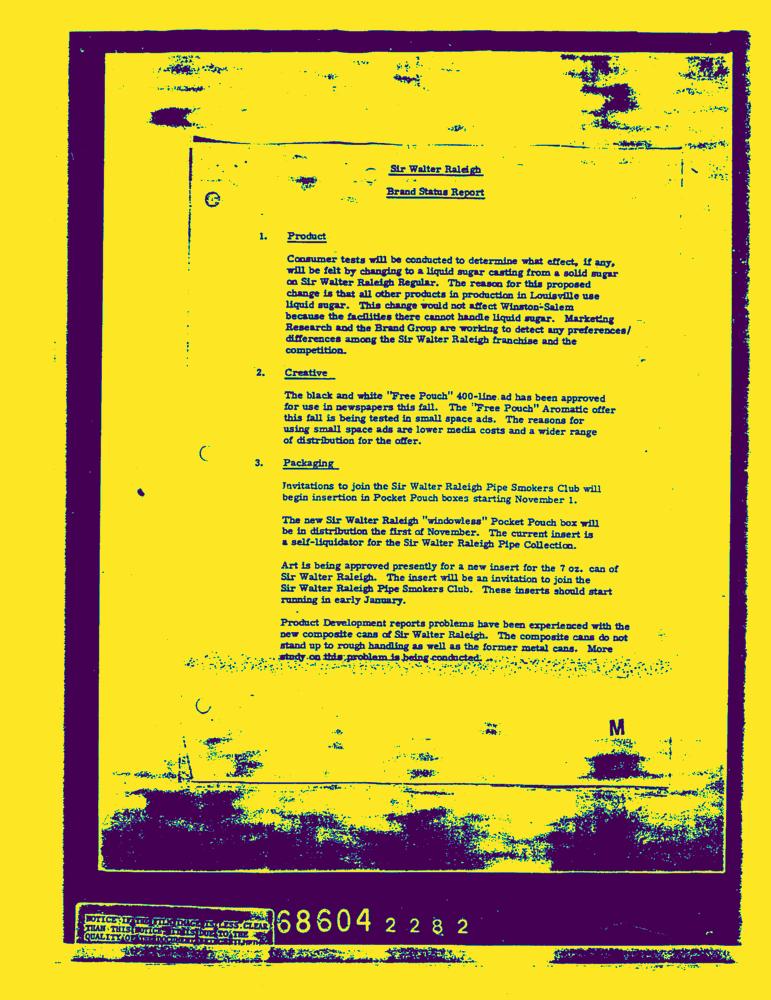 Sir Walter Raleigh
Brand Status Report
1. Product
Consumer tests will be conducted to determine what effect, if any,
will be felt by changing to a liquid sugar casting from a solid sugar
on Sir Walter Raleigh Regular. The reason for this proposed
change is that all other products in production in Louisville use
liquid sugar. This change would not affect Winston-Salem
because the facilities there cannot handle liquid sugar. Marketing
Research and the Brand Group are working to detect any preferences/
differences among the Sir Walter Raleigh franchise and the
competition.
2. Creative
The black and white "Free Pouch" 400-line ad has been approved
for use in newspapers this fall. The "Free Pouch" Aromatic offer
this fall is being tested in small space ads. The reasons for
using small space ads are lower media costs and a wider range
of distribution for the offer.
3. Packaging
Invitations to join the Sir Walter Raleigh Pipe Smokers Club will
begin insertion in Pocket Pouch boxes starting November 1.
The new Sir Walter Raleigh "windowless" Pocket Pouch box will
be in distribution the first of November. The current insert is
a self-liquidator for the Sir Walter Raleigh Pipe Collection.
Art is being approved presently for a new insert for the 7 oz. can of
Sir Walter Raleigh. The insert will be an invitation to join the
Sir Walter Raleigh Pipe Smokers Club. These inserts should start
running in early January.
Product Development reports problems have been experienced with the
new composite cans of Sir Walter Raleigh. The composite cans do not
stand up to rough handling as well as the former metal cans. More
study on this problem is being conducted.
M
NOTICE: IF THE FILM IMAGE IS LESS CLEAR
THAN THIS NOTICE, IT IS DUE TO THE
QUALITY OF THE DOCUMENT
68604 2282